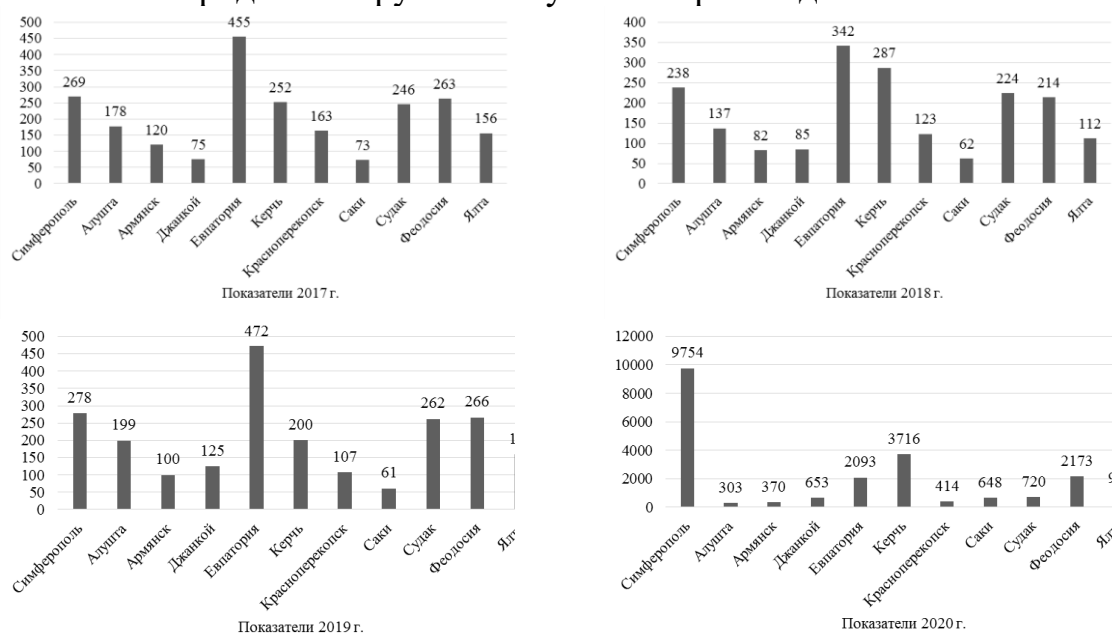 500
450
400
350
300
250
200
150
100
50
0
269
178
120
75
455
252
163
73
246
263
156
Симферополь
Алушта
Армянск
Джанкой
Евпатория
Керчь
Красноперекопск
Саки
Судак
Феодосия
Ялта
Показатели 2017 г.
400
350
300
250
200
150
100
50
0
238
137
82
85
342
287
123
62
224
214
112
Симферополь
Алушта
Армянск
Джанкой
Евпатория
Керчь
Красноперекопск
Саки
Судак
Феодосия
Ялта
Показатели 2018 г.
500
450
400
350
300
250
200
150
100
50
0
278
199
100
125
472
200
107
61
262
266
Симферополь
Алушта
Армянск
Джанкой
Евпатория
Керчь
Красноперекопск
Саки
Судак
Феодосия
Показатели 2019 г.
12000
10000
8000
6000
4000
2000
0
9754
303
370
653
2093
3716
414
648
720
2173
Симферополь
Алушта
Армянск
Джанкой
Евпатория
Керчь
Красноперекопск
Саки
Судак
Феодосия
Показатели 2020 г.